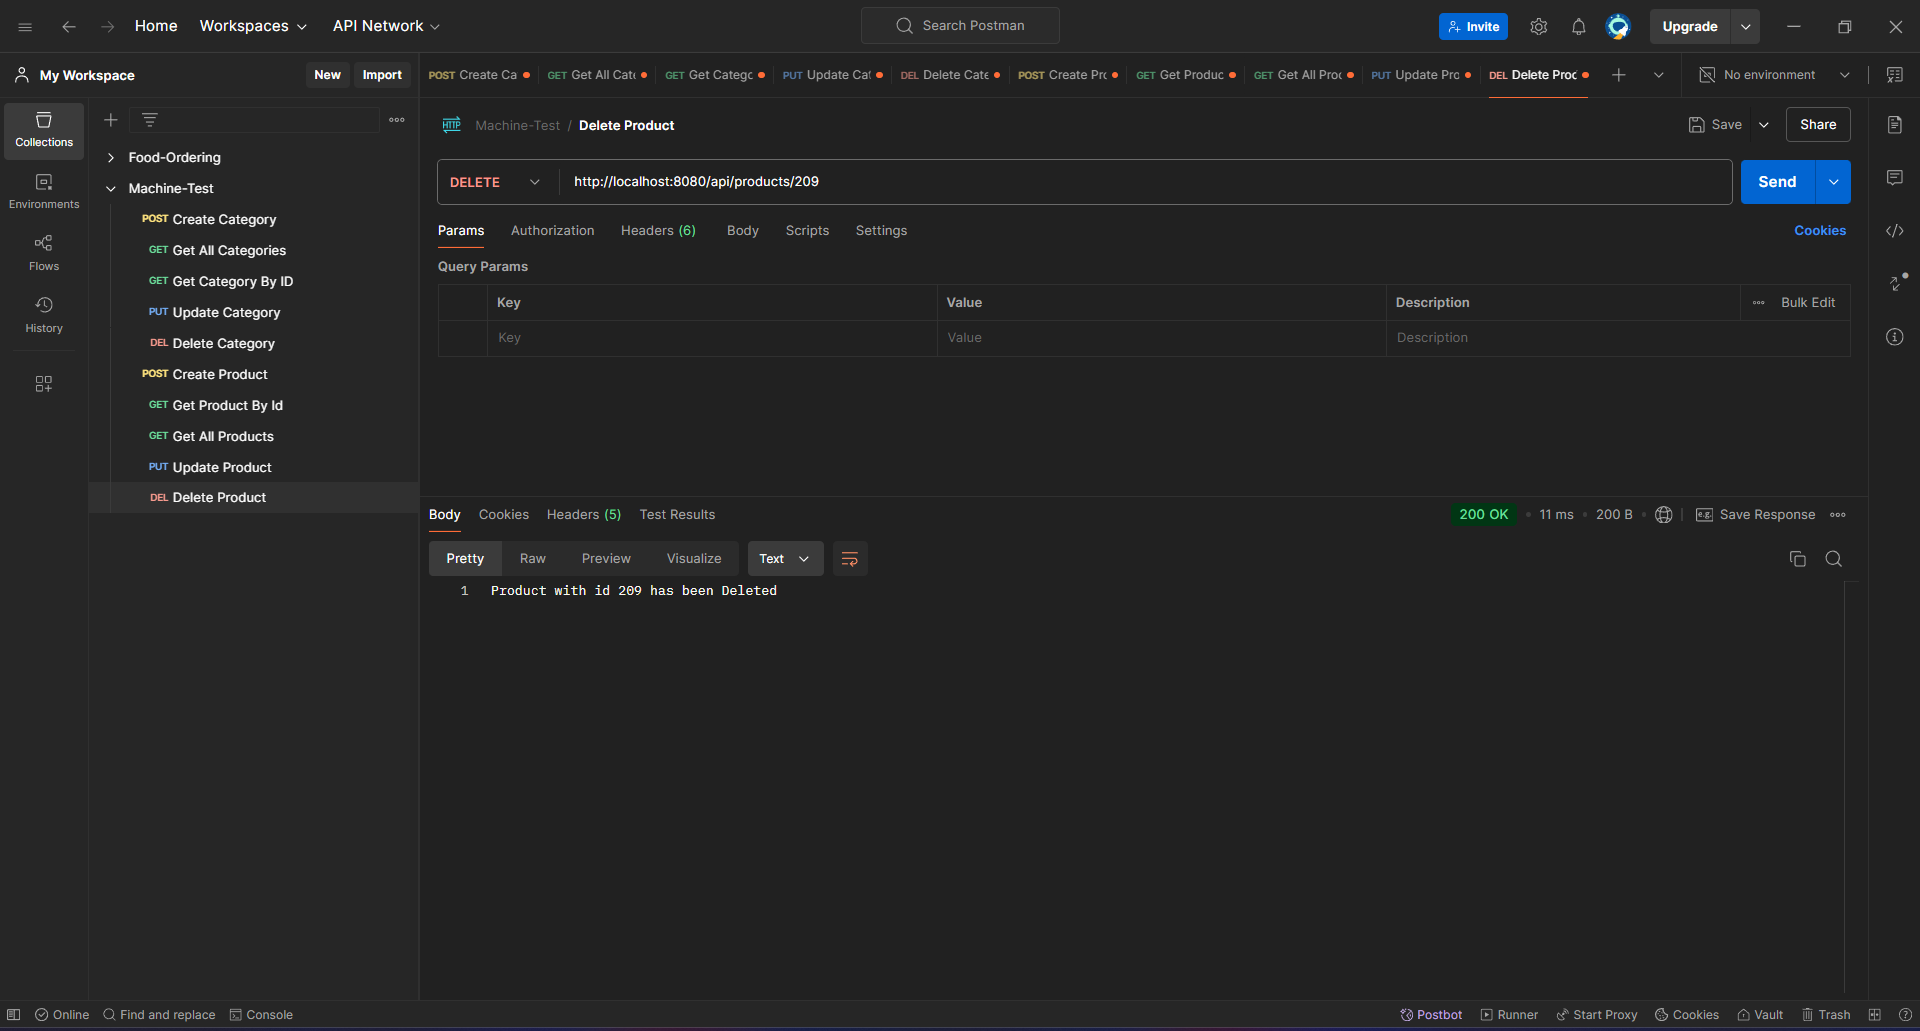 Home Workspaces API Network Search Postman Invite Upgrade
My Workspace New Import
POST Create Ca GET Get All Cat GET Get Catego PUT Update Cat DEL Delete Cate POST Create Pro GET Get Produc GET Get All Proc PUT Update Pro DEL Delete Proc No environment
Collections
Environments
Flows
History
Food-Ordering
Machine-Test
POST Create Category
GET Get All Categories
GET Get Category By ID
PUT Update Category
DEL Delete Category
POST Create Product
GET Get Product By Id
GET Get All Products
PUT Update Product
DEL Delete Product
HTTP Machine-Test / Delete Product Save Share
DELETE http://localhost:8080/api/products/209 Send
Params Authorization Headers (6) Body Scripts Settings Cookies
Query Params
Key Value Description Bulk Edit
Key Value Description
Body Cookies Headers (5) Test Results 200 OK • 11 ms • 200 B • e.g. Save Response
Pretty Raw Preview Visualize Text
1 Product with id 209 has been Deleted
Online Find and replace Console Postbot Runner Start Proxy Cookies Vault Trash